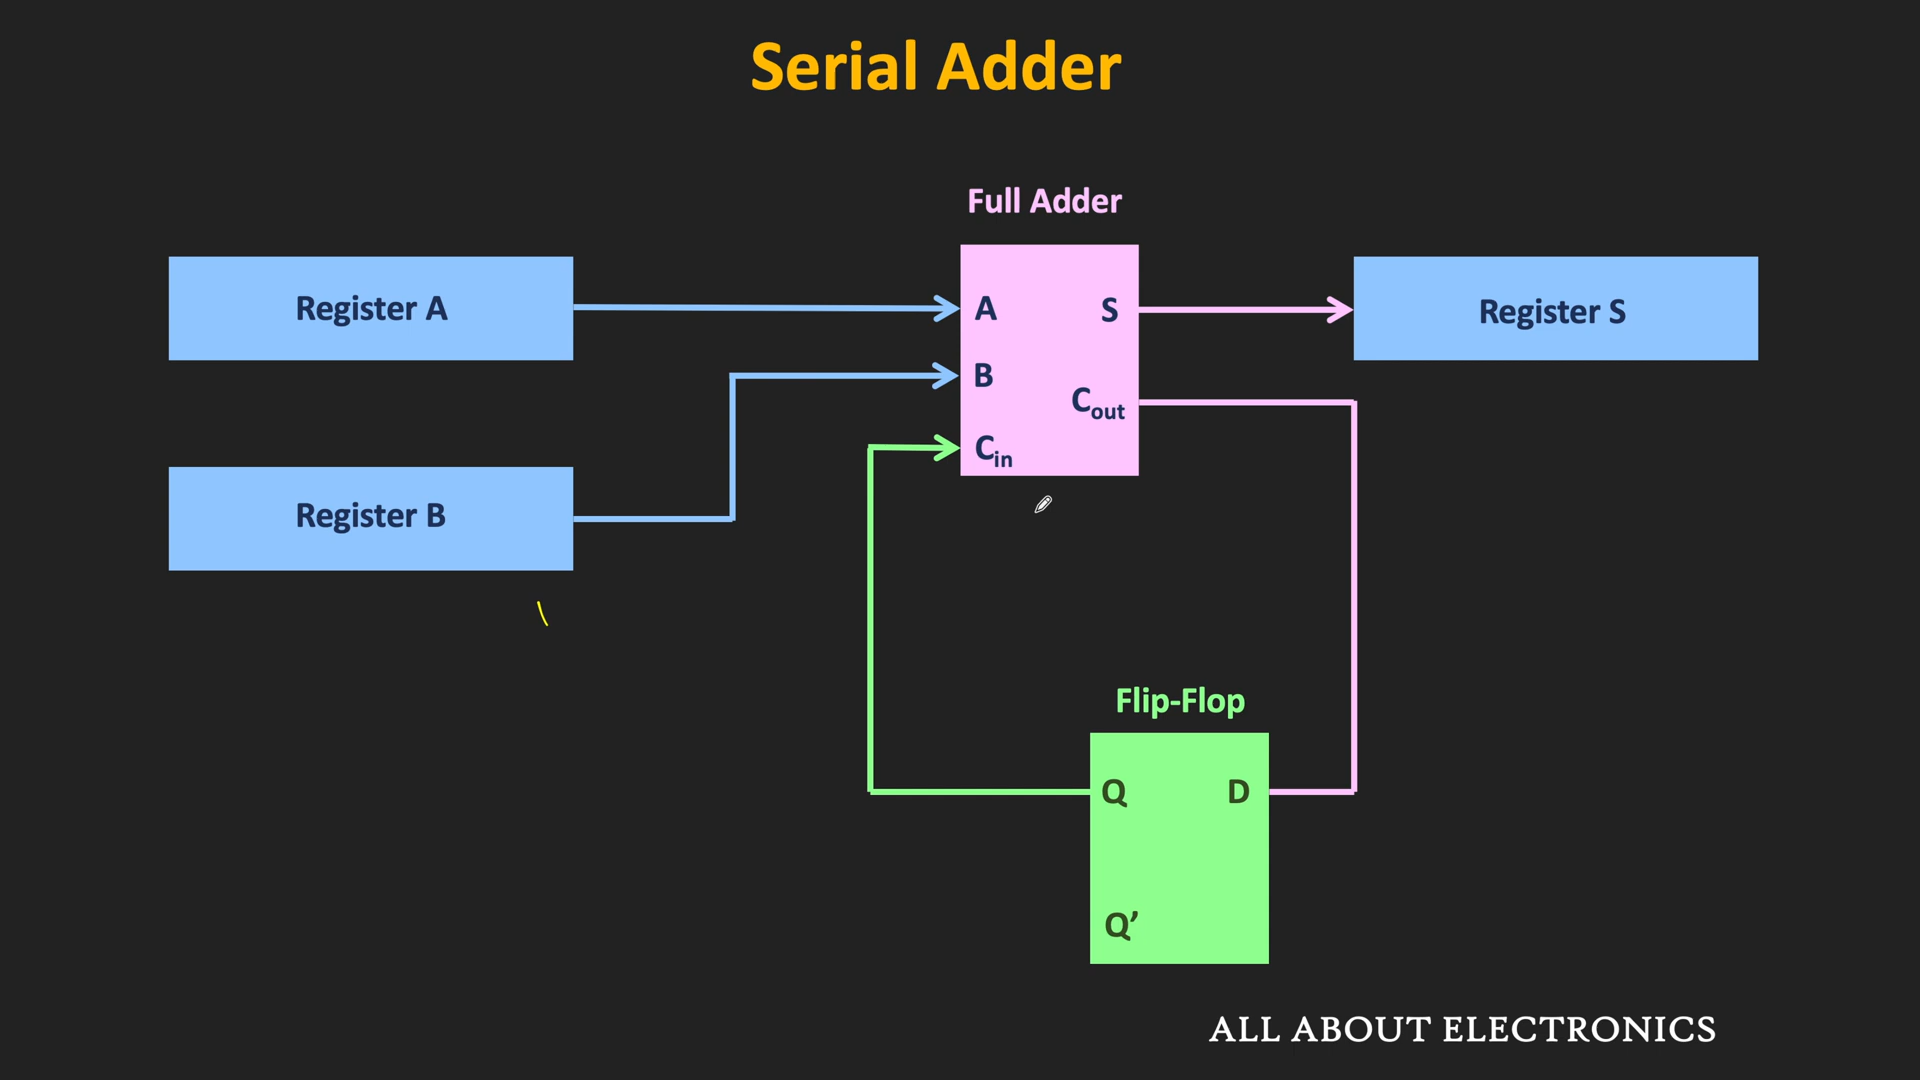 Serial Adder
Full Adder
Register A
A
S
Register S
B
Cout
Cin
Register B
Flip-Flop
Q
D
Q’
ALL ABOUT ELECTRONICS